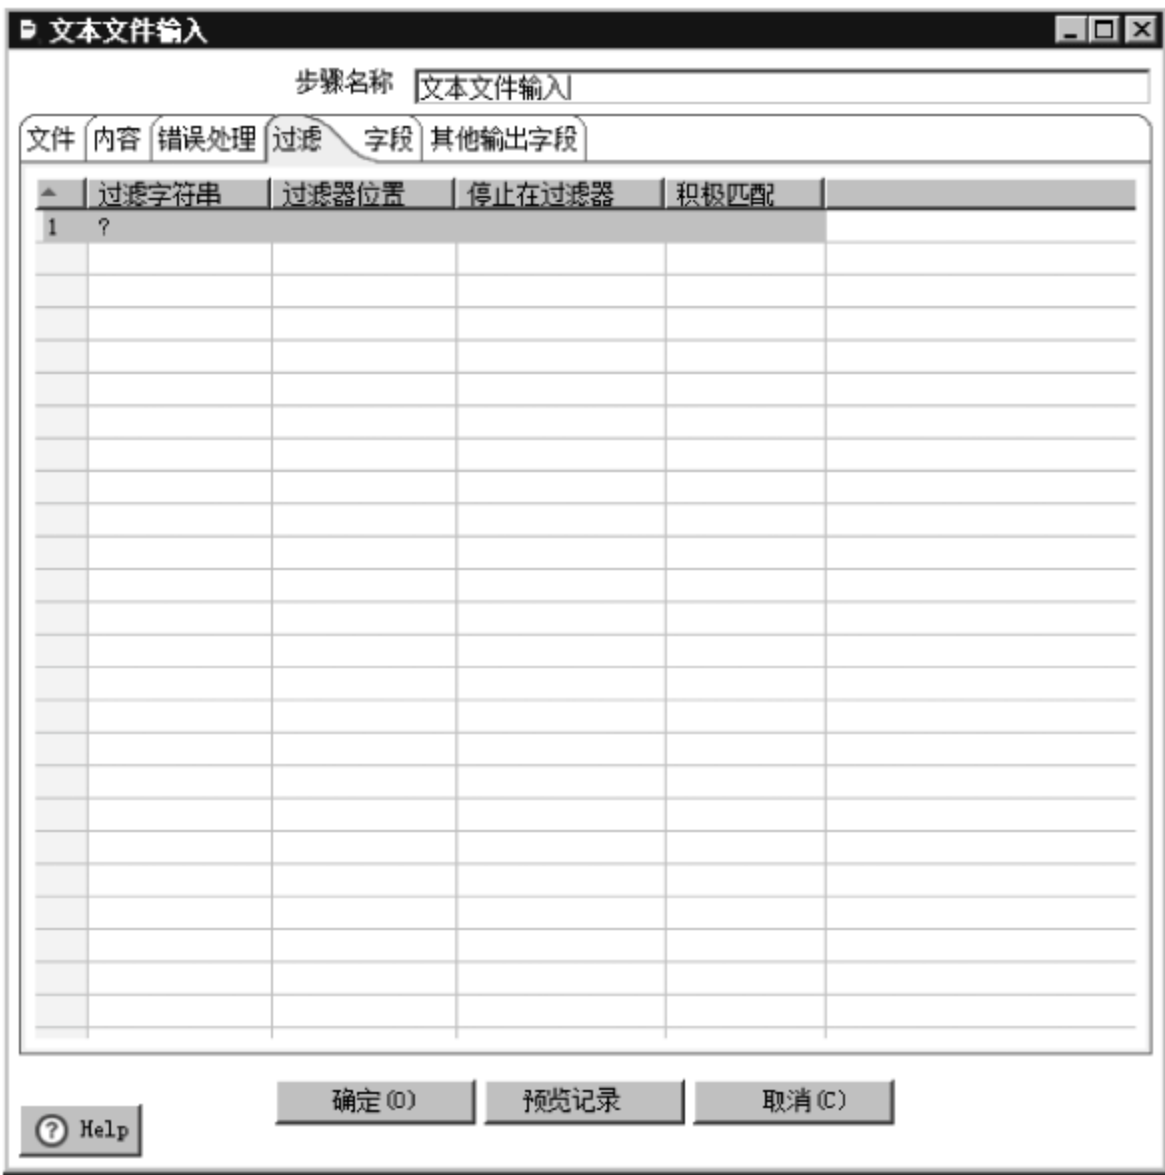 文本文件输入
步骤名称 文本文件输入
文件 内容 错误处理 过滤 字段 其他输出字段
过滤字符串 过滤器位置 停止在过滤器 积极匹配
1 ?
确定(O) 预览记录 取消(C)
Help